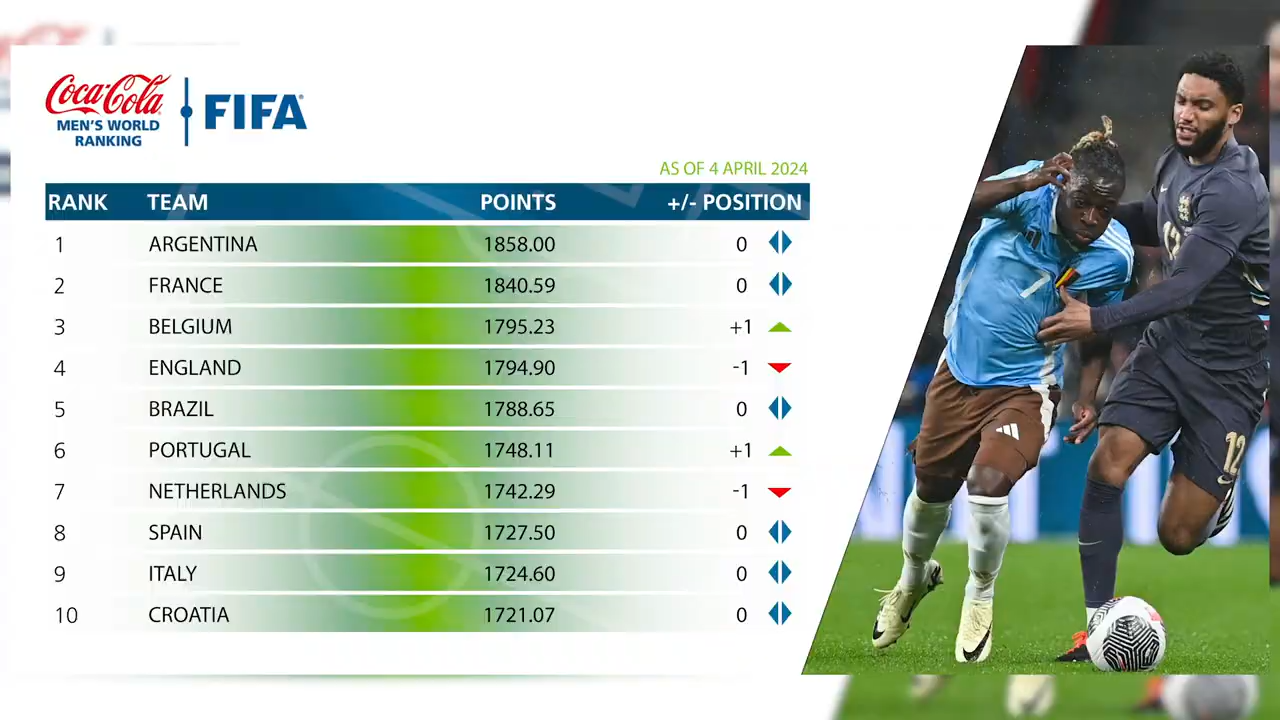 Coca-Cola
MEN'S WORLD
RANKING
FIFA
AS OF 4 APRIL 2024
RANK TEAM POINTS +/- POSITION
1 ARGENTINA 1858.00 0
2 FRANCE 1840.59 0
3 BELGIUM 1795.23 +1
4 ENGLAND 1794.90 -1
5 BRAZIL 1788.65 0
6 PORTUGAL 1748.11 +1
7 NETHERLANDS 1742.29 -1
8 SPAIN 1727.50 0
9 ITALY 1724.60 0
10 CROATIA 1721.07 0
7
12
12